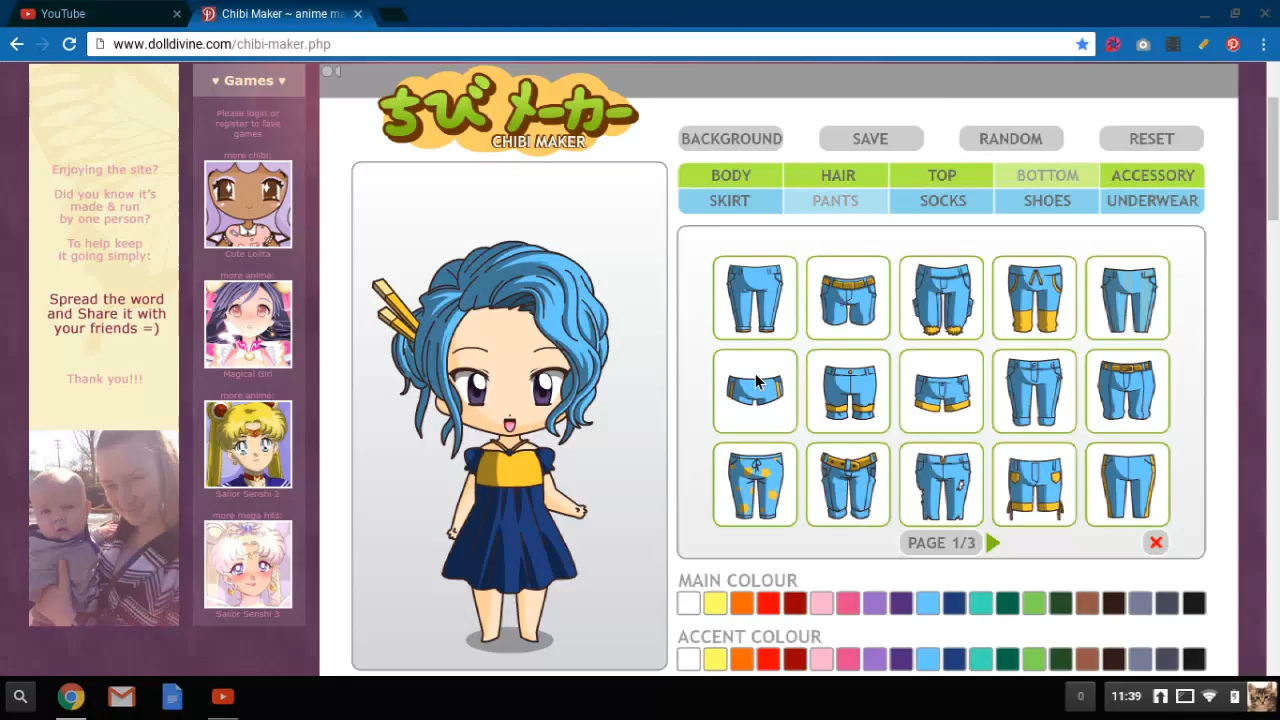 YouTube
Chibi Maker ~ anime ma
www.dolldivine.com/chibi-maker.php
Enjoying the site?
Did you know it's
made & run
by one person?
To help keep
it going simply:
Spread the word
and Share it with
your friends =)
Thank you!!!
♥ Games ♥
Please login or
register to fave
games
more chibi:
Cute Lolita
more anime:
Magical Girl
more anime:
Sailor Senshi 2
more mega hits:
Sailor Senshi 3
ちび メーカー
CHIBI MAKER
BACKGROUND SAVE RANDOM RESET
BODY HAIR TOP BOTTOM ACCESSORY
SKIRT PANTS SOCKS SHOES UNDERWEAR
PAGE 1/3
MAIN COLOUR
ACCENT COLOUR
0 11:39